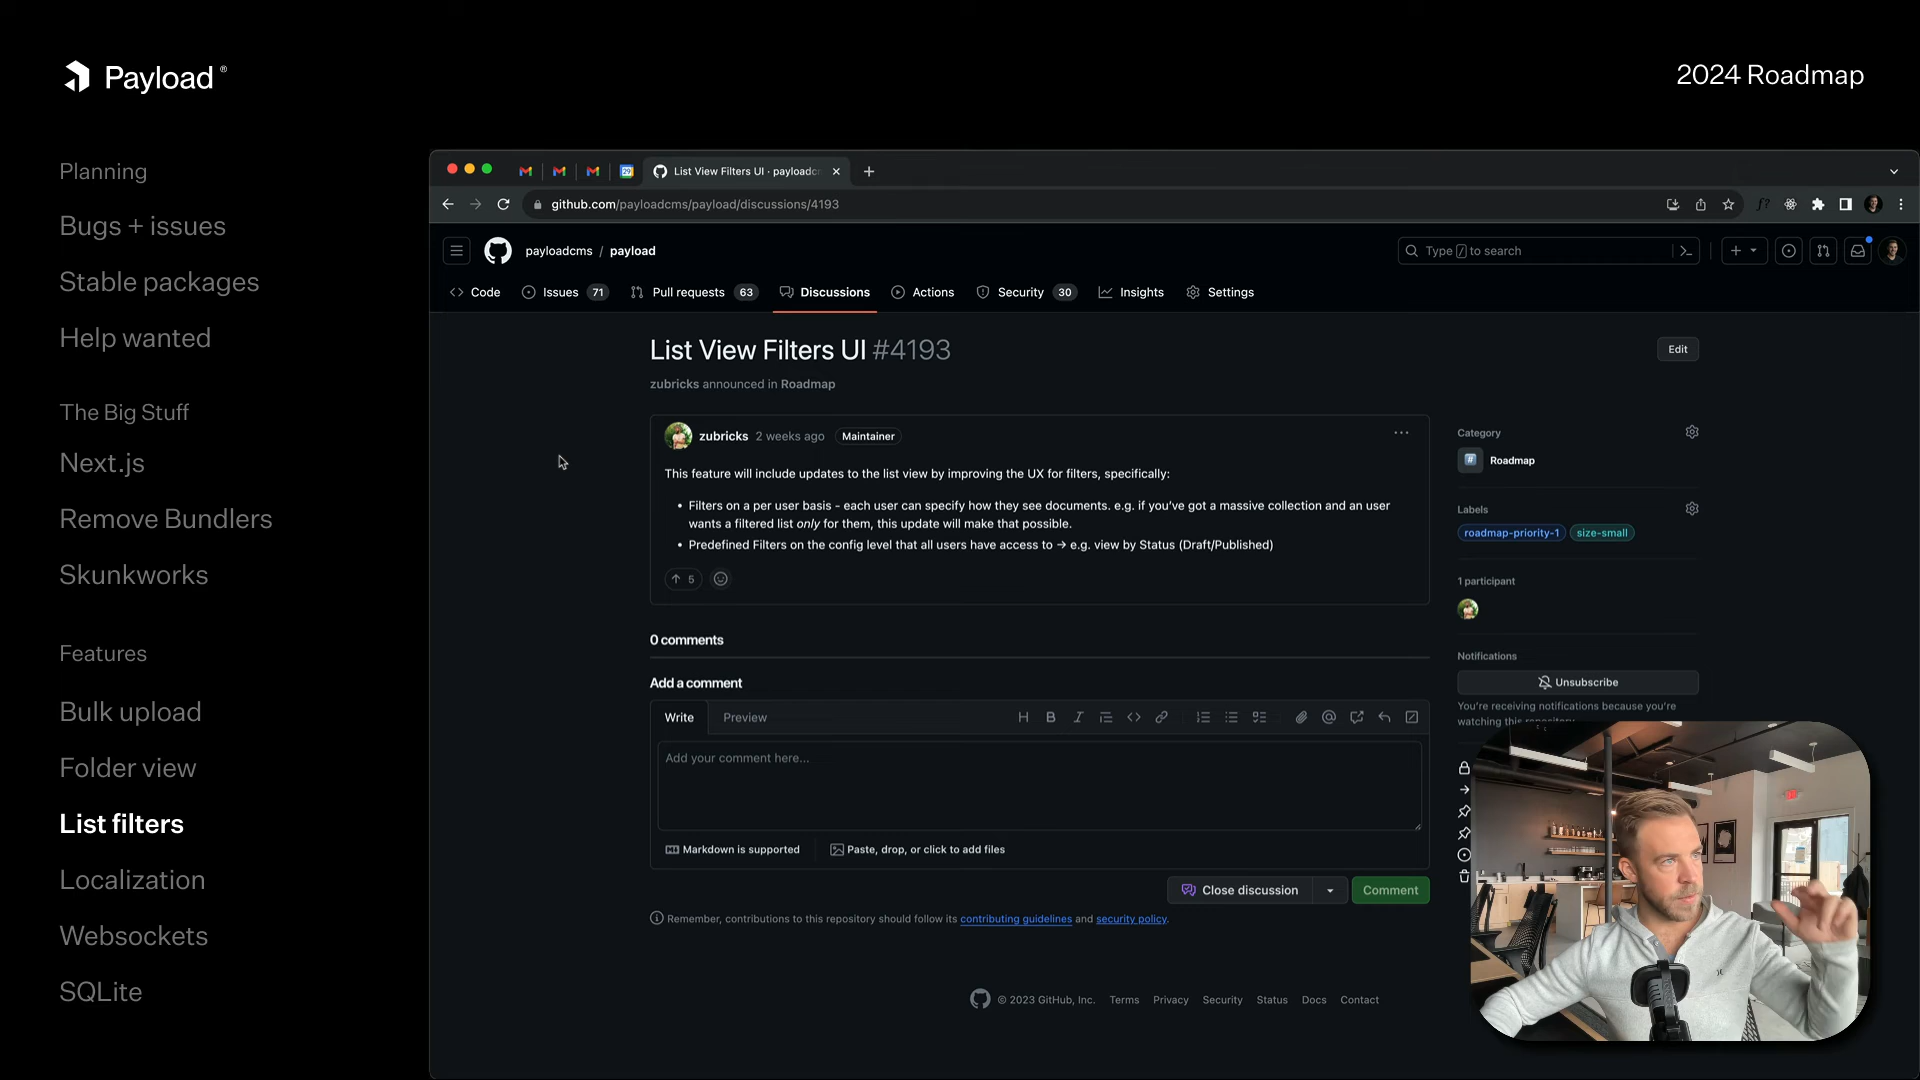 Payload®
2024 Roadmap
Planning
Bugs + issues
Stable packages
Help wanted
The Big Stuff
Next.js
Remove Bundlers
Skunkworks
Features
Bulk upload
Folder view
List filters
Localization
Websockets
SQLite
29
List View Filters UI · payloadc
github.com/payloadcms/payload/discussions/4193
f?
payloadcms / payload
Type / to search
Code
Issues 71
Pull requests 63
Discussions
Actions
Security 30
Insights
Settings
List View Filters UI #4193
Edit
zubricks announced in Roadmap
zubricks 2 weeks ago Maintainer
This feature will include updates to the list view by improving the UX for filters, specifically:
• Filters on a per user basis - each user can specify how they see documents. e.g. if you've got a massive collection and an user
wants a filtered list only for them, this update will make that possible.
• Predefined Filters on the config level that all users have access to → e.g. view by Status (Draft/Published)
↑ 5
0 comments
Add a comment
Write
Preview
H B I
Add your comment here...
Markdown is supported
Paste, drop, or click to add files
Close discussion
Comment
Remember, contributions to this repository should follow its contributing guidelines and security policy.
Category
# Roadmap
Labels
roadmap-priority-1
size-small
1 participant
Notifications
Unsubscribe
You're receiving notifications because you're
watching this repository.
© 2023 GitHub, Inc.
Terms
Privacy
Security
Status
Docs
Contact